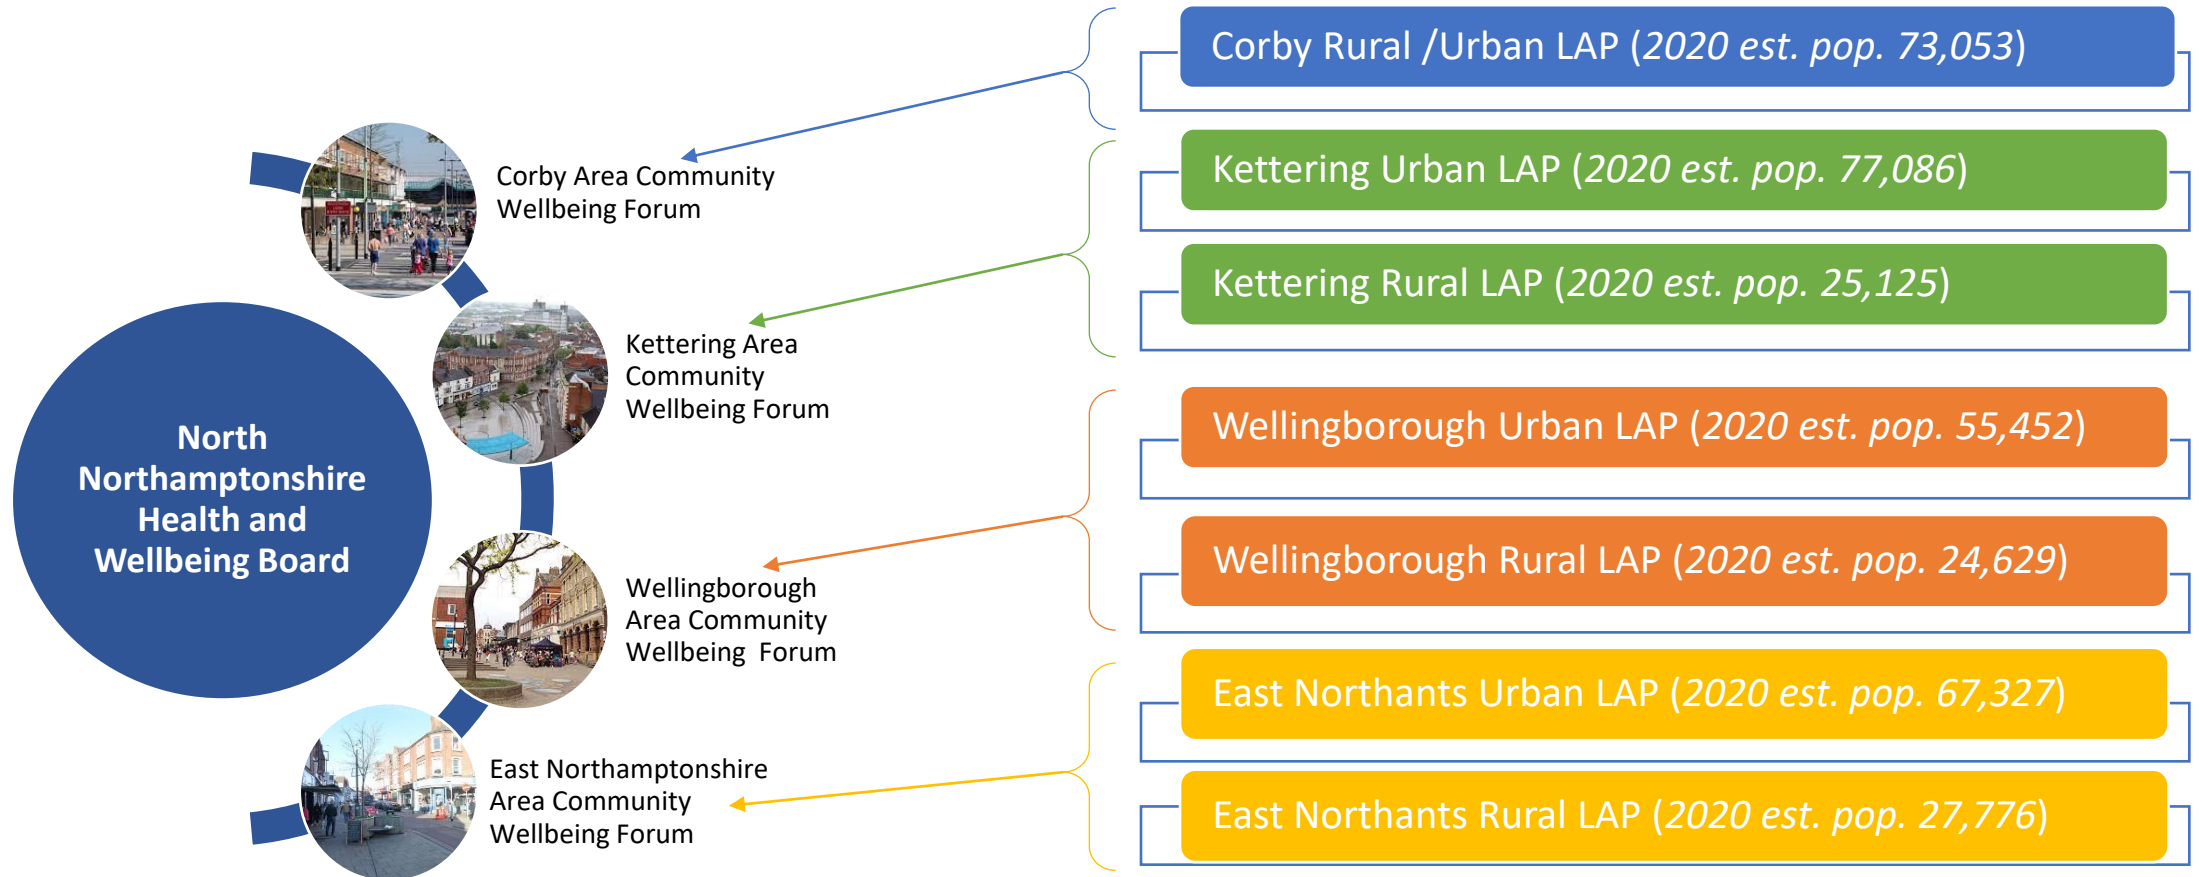 Corby Rural /Urban LAP (2020 est. pop. 73,053)
Corby Area Community
Wellbeing Forum
Kettering Urban LAP (2020 est. pop. 77,086)
Kettering Rural LAP (2020 est. pop. 25,125)
Kettering Area
Community
Wellbeing Forum
North
Northamptonshire
Health and
Wellbeing Board
Wellingborough Urban LAP (2020 est. pop. 55,452)
Wellingborough Rural LAP (2020 est. pop. 24,629)
Wellingborough
Area Community
Wellbeing  Forum
East Northants Urban LAP (2020 est. pop. 67,327)
East Northants Rural LAP (2020 est. pop. 27,776)
East Northamptonshire
Area Community
Wellbeing Forum